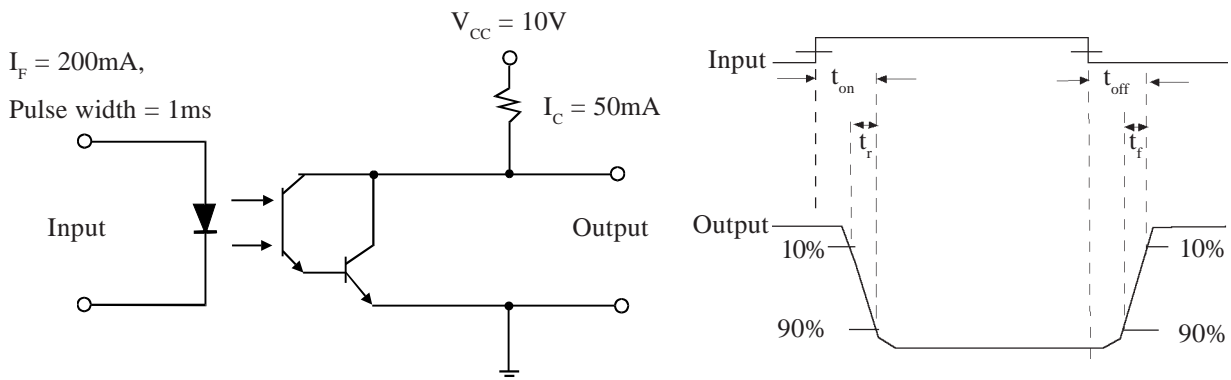 V_CC = 10V
I_F = 200mA,
Pulse width = 1ms
I_C = 50mA
Input
Output
Input
t_on
t_off
t_r
t_f
Output
10%
10%
90%
90%